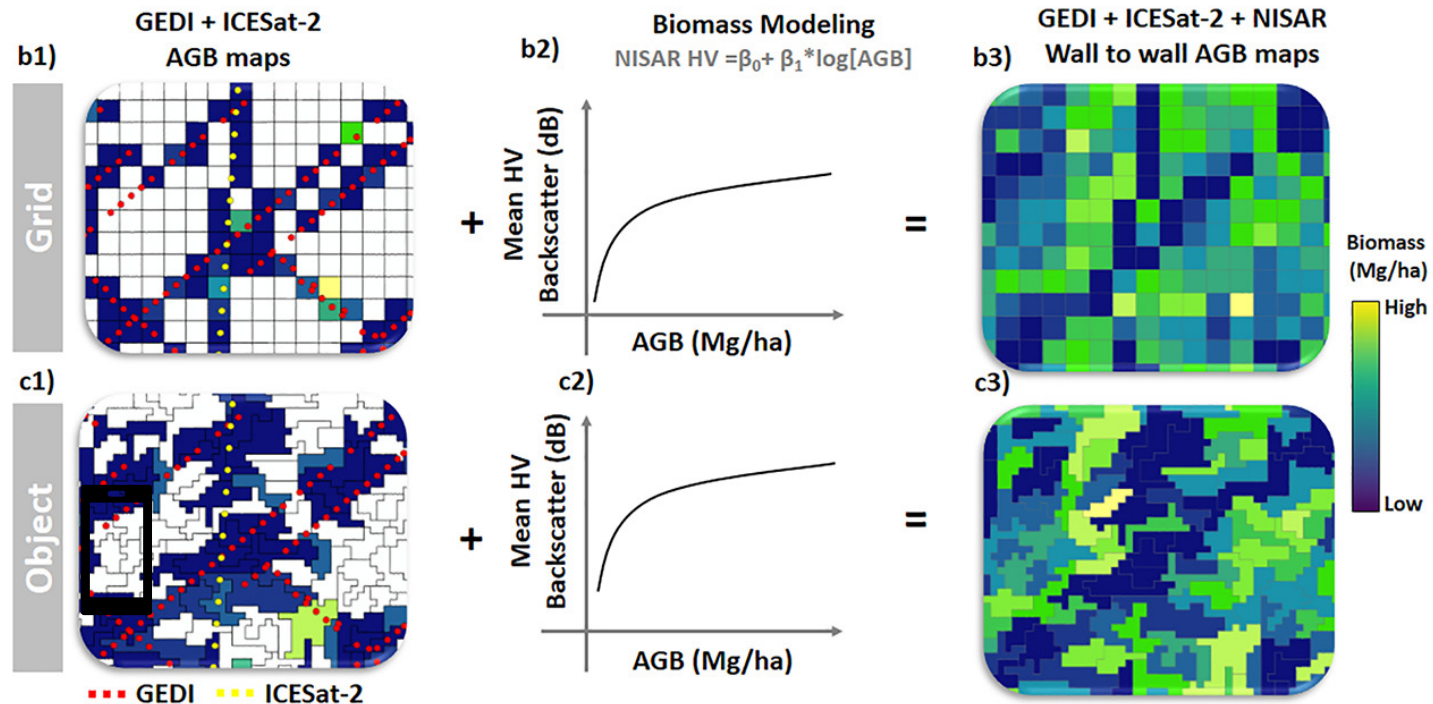 GEDI + ICESat-2
AGB maps
b1)
Biomass Modeling
NISAR HV =β₀+ β₁*log[AGB]
b2)
GEDI + ICESat-2 + NISAR
Wall to wall AGB maps
b3)
Grid
+
Mean HV
Backscatter (dB)
AGB (Mg/ha)
=
Biomass
(Mg/ha)
High
Low
c1)
c2)
c3)
Object
+
Mean HV
Backscatter (dB)
AGB (Mg/ha)
=
GEDI
ICESat-2